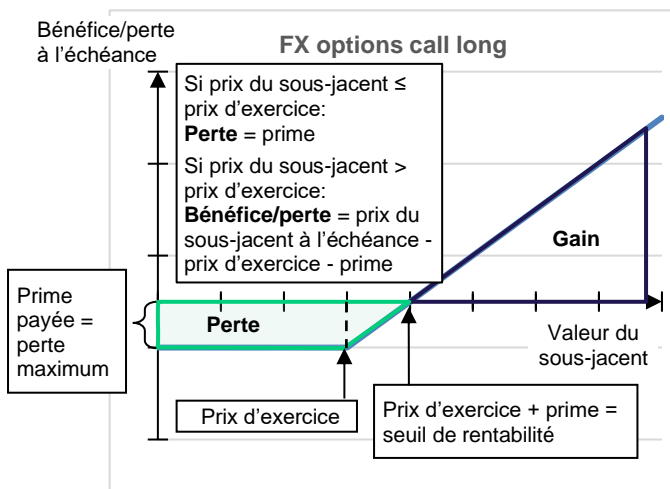 Bénéfice/perte
à l'échéance
FX options call long
Si prix du sous-jacent ≤
prix d'exercice:
Perte = prime
Si prix du sous-jacent >
prix d'exercice:
Bénéfice/perte = prix du
sous-jacent à l'échéance -
prix d'exercice - prime
Gain
Prime
payée =
perte
maximum
Perte
Valeur du
sous-jacent
Prix d'exercice
Prix d'exercice + prime =
seuil de rentabilité